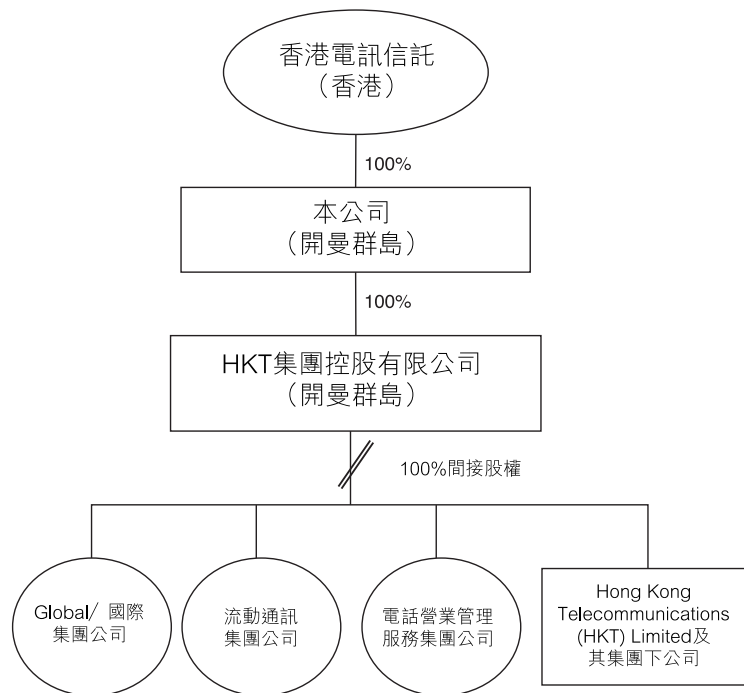 香港電訊信託
（香港）
100%
本公司
（開曼群島）
100%
HKT集團控股有限公司
（開曼群島）
100%間接股權
Global/ 國際
集團公司
流動通訊
集團公司
電話營業管理
服務集團公司
Hong Kong
Telecommunications
(HKT) Limited及
其集團下公司